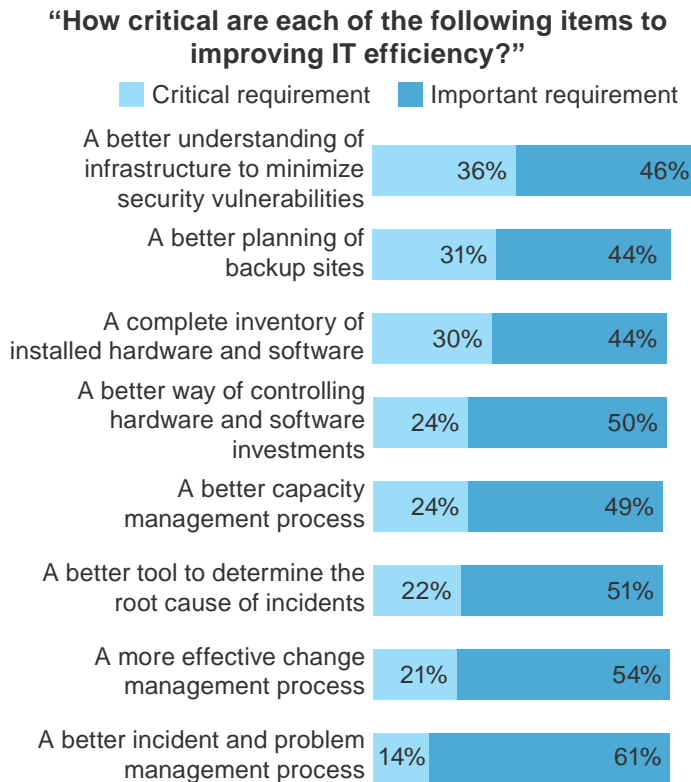 “How critical are each of the following items to
improving IT efficiency?”
Critical requirement Important requirement
A better understanding of
infrastructure to minimize
security vulnerabilities
36% 46%
A better planning of
backup sites
31% 44%
A complete inventory of
installed hardware and software
30% 44%
A better way of controlling
hardware and software
investments
24% 50%
A better capacity
management process
24% 49%
A better tool to determine the
root cause of incidents
22% 51%
A more effective change
management process
21% 54%
A better incident and problem
management process
14% 61%